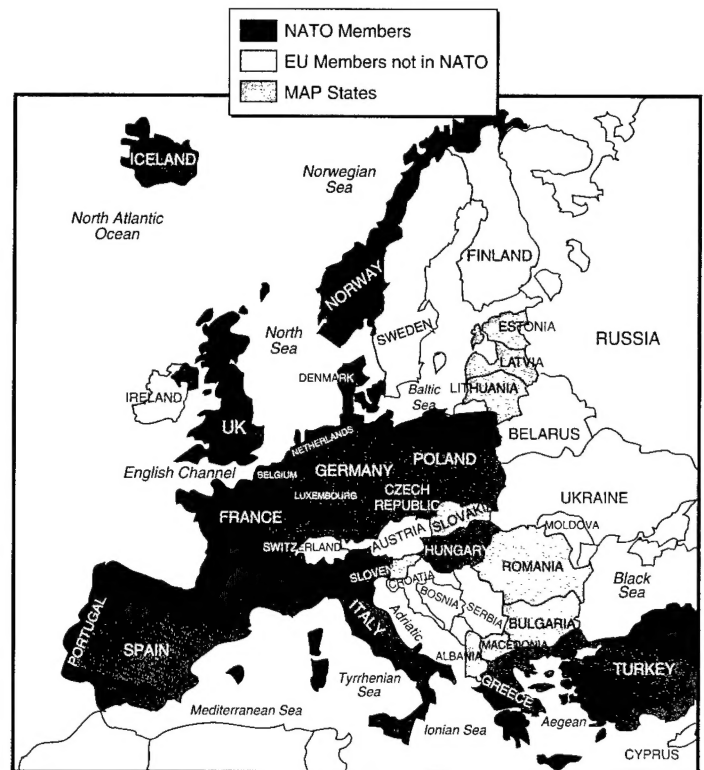 NATO Members
EU Members not in NATO
MAP States
ICELAND
Norwegian
Sea
North Atlantic
Ocean
FINLAND
NORWAY
SWEDEN
North
Sea
ESTONIA
RUSSIA
LATVIA
DENMARK
Baltic
Sea
LITHUANIA
IRELAND
UK
BELARUS
NETHERLANDS
English Channel
BELGIUM
GERMANY
POLAND
LUXEMBOURG
CZECH
REPUBLIC
UKRAINE
FRANCE
SLOVAKI
MOLDOVA
AUSTRIA
SWITZERLAND
HUNGARY
ROMANIA
SLOVEN
CROATIA
Black
Sea
BOSNIA
SERBIA
PORTUGAL
ITALY
Adriatic
BULGARIA
SPAIN
MACEDONIA
ALBANIA
TURKEY
Tyrrhenian
Sea
GREECE
Mediterranean Sea
Ionian Sea
Aegean
CYPRUS